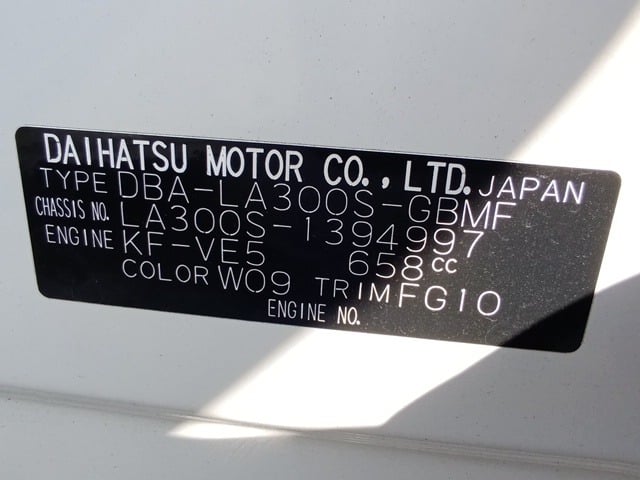 DAIHATSU MOTOR CO., LTD. JAPAN
TYPE DBA-LA300S-GBMF
CHASSIS NO. LA300S-1394997
ENGINE KF-VE5 658cc
COLOR W09 TRIM FG10
ENGINE NO.